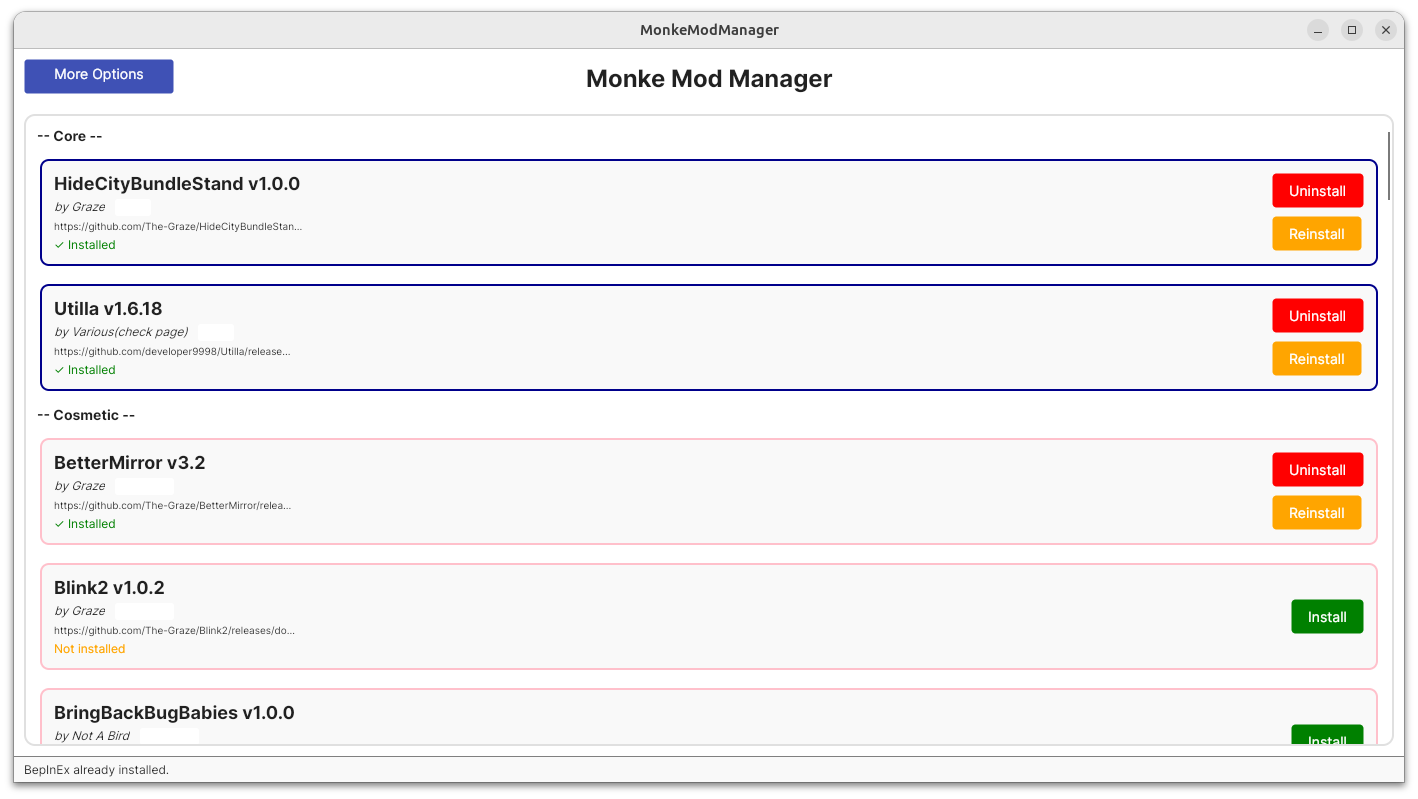 MonkeModManager
More Options
Monke Mod Manager
-- Core --
HideCityBundleStand v1.0.0
by Graze
https://github.com/The-Graze/HideCityBundleStan...
✓ Installed
Uninstall
Reinstall
Utilla v1.6.18
by Various(check page)
https://github.com/developer9998/Utilla/release...
✓ Installed
Uninstall
Reinstall
-- Cosmetic --
BetterMirror v3.2
by Graze
https://github.com/The-Graze/BetterMirror/relea...
✓ Installed
Uninstall
Reinstall
Blink2 v1.0.2
by Graze
https://github.com/The-Graze/Blink2/releases/do...
Not installed
Install
BringBackBugBabies v1.0.0
by Not A Bird
Install
BepInEx already installed.